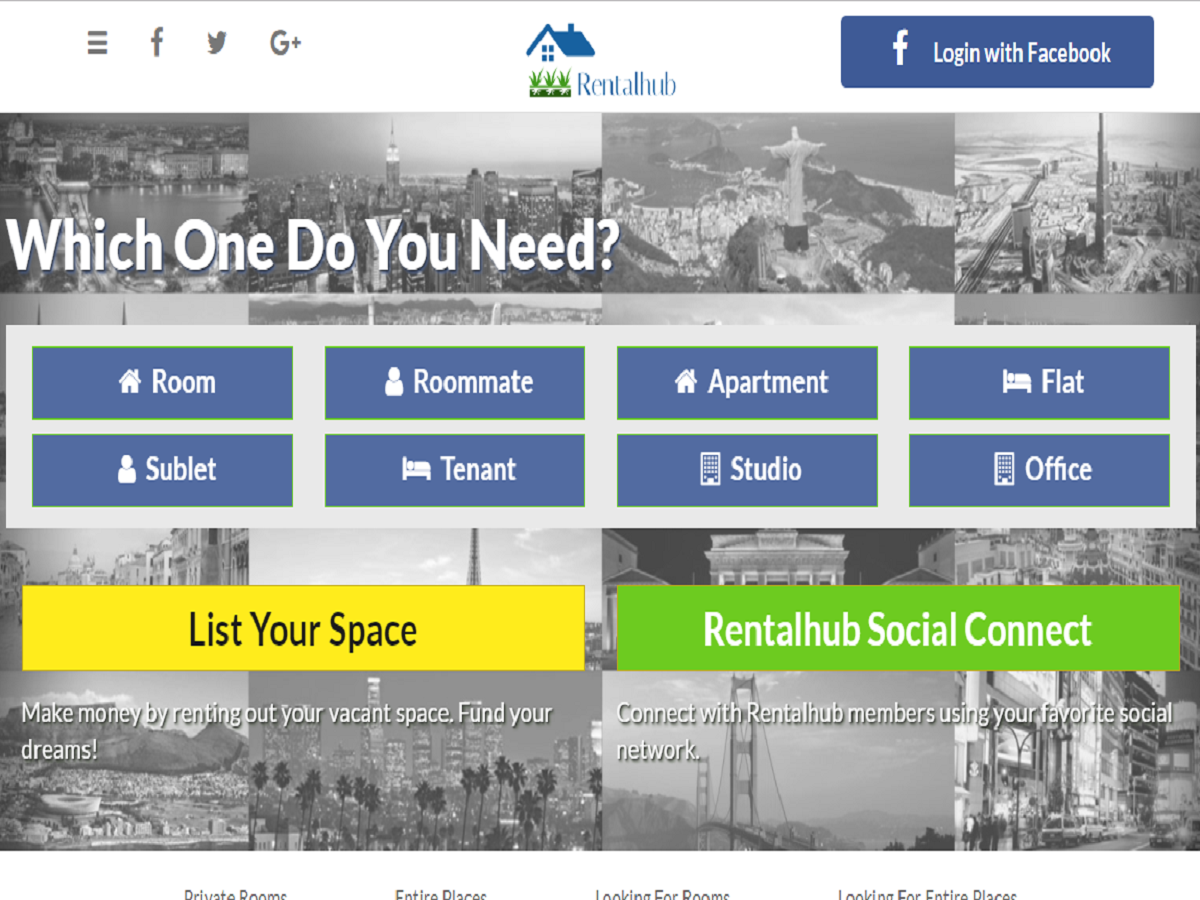 G+
Rentalhub
Login with Facebook
Which One Do You Need?
Room
Roommate
Apartment
Flat
Sublet
Tenant
Studio
Office
List Your Space
Rentalhub Social Connect
Make money by renting out your vacant space. Fund your
dreams!
Connect with Rentalhub members using your favorite social
network.
Private Rooms
Entire Places
Looking For Rooms
Looking For Entire Places